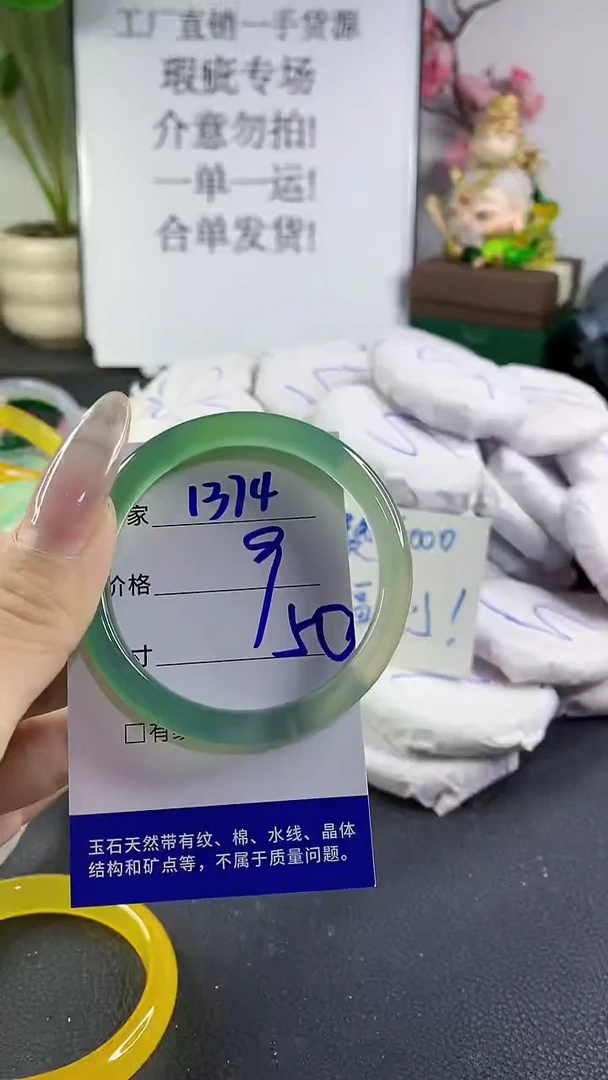 工厂直销一手货源
瑕疵专场
介意勿拍!
一单一运!
合单发货!
家 1374
价格 9
寸 50
000
□有
玉石天然带有纹、棉、水线、晶体
结构和矿点等，不属于质量问题。